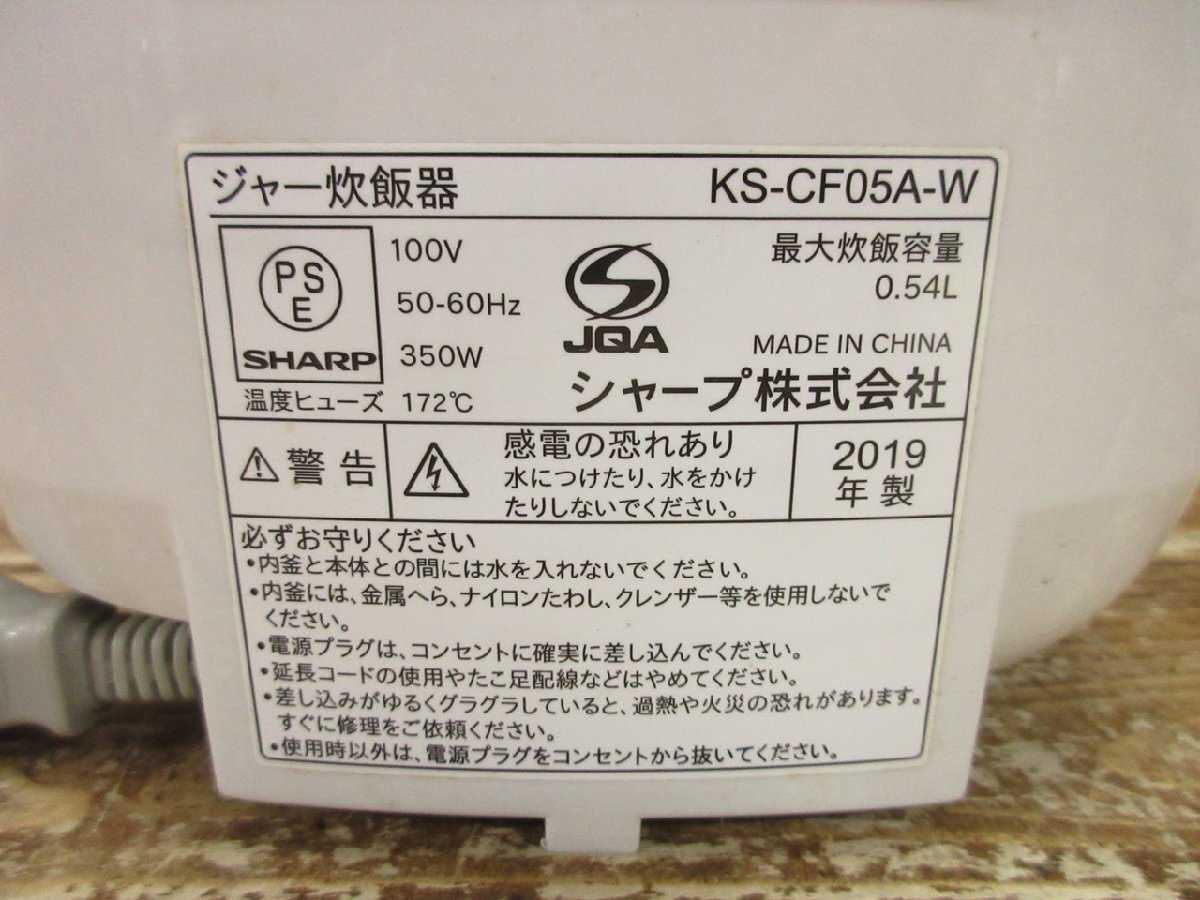 ジャー炊飯器 KS-CF05A-W
PS
E
SHARP
100V
50-60Hz
350W
温度ヒューズ 172℃
JQA
最大炊飯容量
0.54L
MADE IN CHINA
シャープ株式会社
⚠警告
感電の恐れあり
水につけたり、水をかけ
たりしないでください。
2019
年製
必ずお守りください
•内釜と本体との間には水を入れないでください。
•内釜には、金属へら、ナイロンたわし、クレンザー等を使用しないで
ください。
•電源プラグは、コンセントに確実に差し込んでください。
•延長コードの使用やたこ足配線などはやめてください。
•差し込みがゆるくグラグラしていると、過熱や火災の恐れがあります。
すぐに修理をご依頼ください。
•使用時以外は、電源プラグをコンセントから抜いてください。